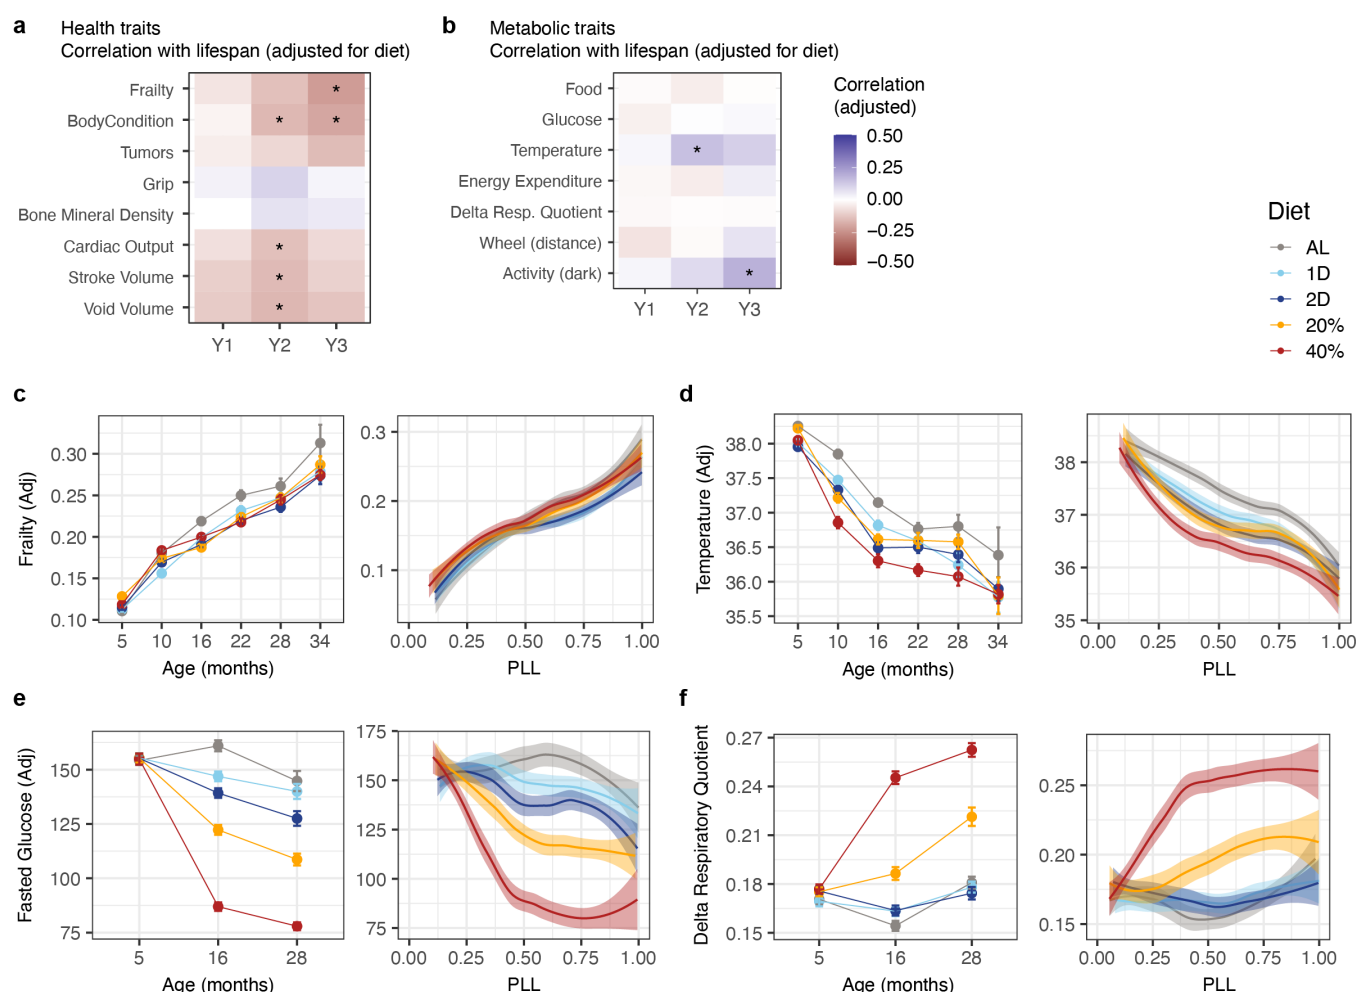 a
Health traits
Correlation with lifespan (adjusted for diet)
Frailty
BodyCondition
Tumors
Grip
Bone Mineral Density
Cardiac Output
Stroke Volume
Void Volume
*
* *
*
*
*
Y1 Y2 Y3
b
Metabolic traits
Correlation with lifespan (adjusted for diet)
Food
Glucose
Temperature
Energy Expenditure
Delta Resp. Quotient
Wheel (distance)
Activity (dark)
*
*
Y1 Y2 Y3
Correlation
(adjusted)
0.50
0.25
0.00
−0.25
−0.50
Diet
AL
1D
2D
20%
40%
c
Frailty (Adj)
0.30
0.25
0.20
0.15
0.10
5 10 16 22 28 34
Age (months)
0.3
0.2
0.1
0.00 0.25 0.50 0.75 1.00
PLL
d
Temperature (Adj)
38.0
37.5
37.0
36.5
36.0
35.5
5 10 16 22 28 34
Age (months)
38
37
36
35
0.00 0.25 0.50 0.75 1.00
PLL
e
Fasted Glucose (Adj)
150
125
100
75
5 16 28
Age (months)
175
150
125
100
75
0.00 0.25 0.50 0.75 1.00
PLL
f
Delta Respiratory Quotient
0.27
0.24
0.21
0.18
0.15
5 16 28
Age (months)
0.25
0.20
0.15
0.00 0.25 0.50 0.75 1.00
PLL